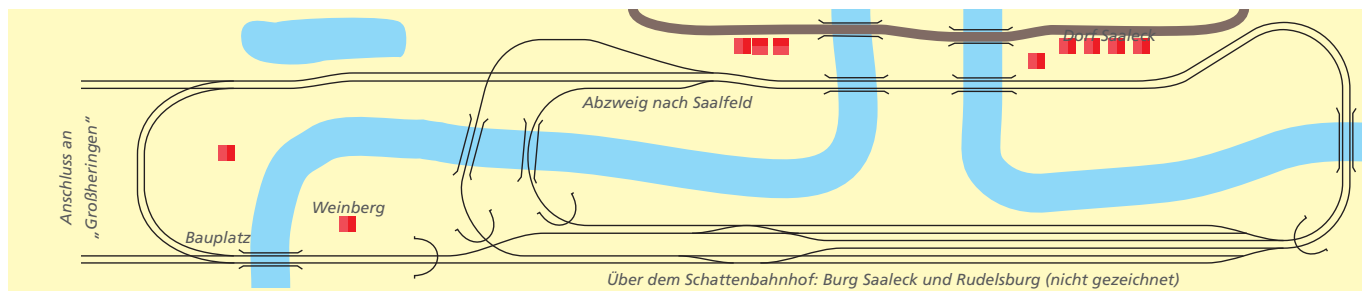 Dorf Saaleck
Abzweig nach Saalfeld
Anschluss an
„Großheringen“
Weinberg
Bauplatz
Über dem Schattenbahnhof: Burg Saaleck und Rudelsburg (nicht gezeichnet)